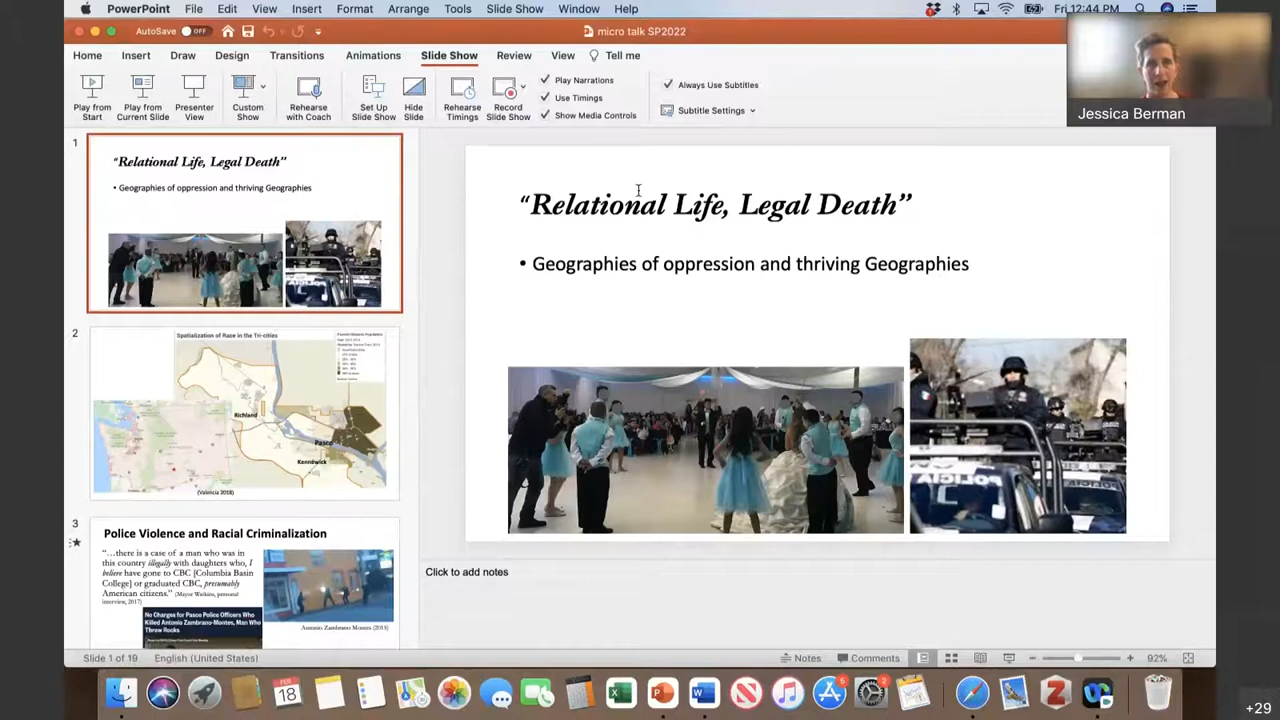 PowerPoint File Edit View Insert Format Arrange Tools Slide Show Window Help Fri 12:44 PM
AutoSave OFF micro talk SP2022
Home Insert Draw Design Transitions Animations Slide Show Review View Tell me
Play from Start
Play from Current Slide
Presenter View
Custom Show
Rehearse with Coach
Set Up Slide Show
Hide Slide
Rehearse Timings
Record Slide Show
Play Narrations
Use Timings
Show Media Controls
Always Use Subtitles
Subtitle Settings
Jessica Berman
1
“Relational Life, Legal Death”
• Geographies of oppression and thriving Geographies
2
Spatialization of Race in the Tri-cities
Richland
Pasco
Kennewick
(Valencia 2018)
3
Police Violence and Racial Criminalization
“…there is a case of a man who was in
this country illegally with daughters who, I
believe have gone to CBC [Columbia Basin
College] or graduated CBC, presumably
American citizens.” (Mayor Watkins, personal
interview, 2017)
No Charges for Pasco Police Officers Who
Killed Antonio Zambrano-Montes, Man Who
Threw Rocks
Antonio Zambrano Montes (2015)
“Relational Life, Legal Death”
• Geographies of oppression and thriving Geographies
POLICIA
Click to add notes
Slide 1 of 19 English (United States) Notes Comments 92%
FEB
18
5
2
+29